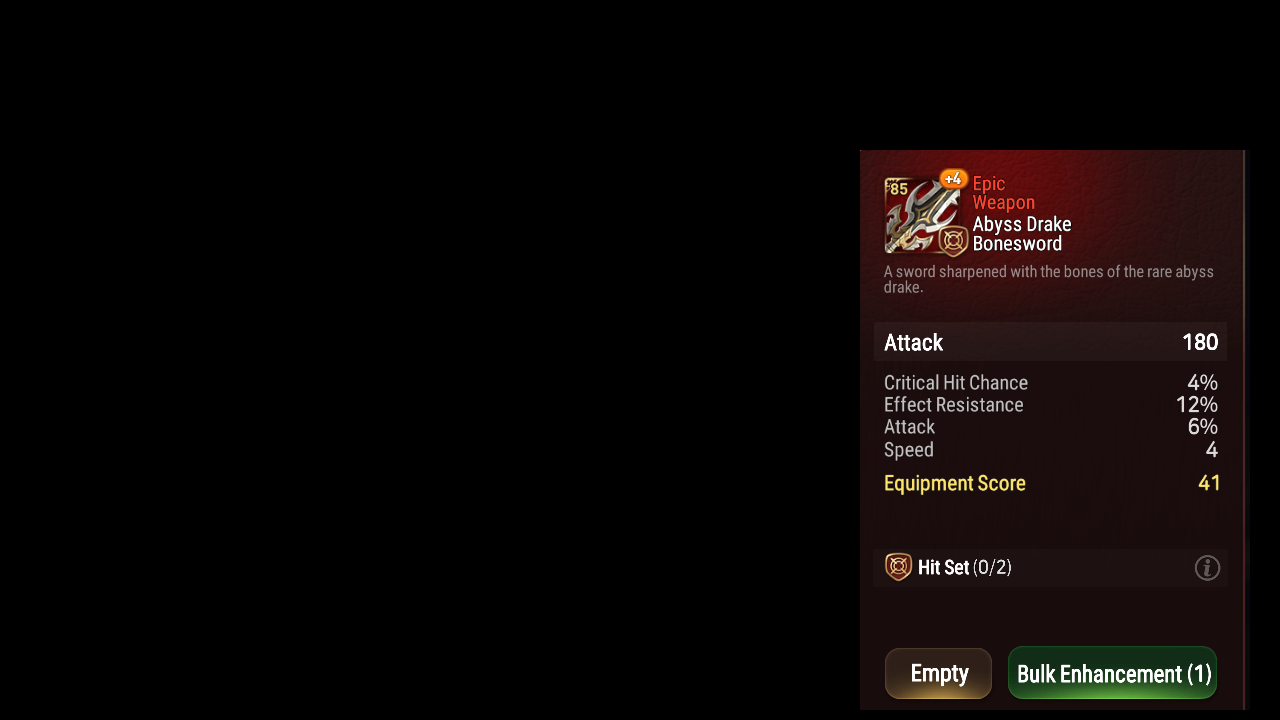 85
+4
Epic
Weapon
Abyss Drake
Bonesword
A sword sharpened with the bones of the rare abyss
drake.
Attack 180
Critical Hit Chance 4%
Effect Resistance 12%
Attack 6%
Speed 4
Equipment Score 41
Hit Set (0/2)
i
Empty
Bulk Enhancement (1)